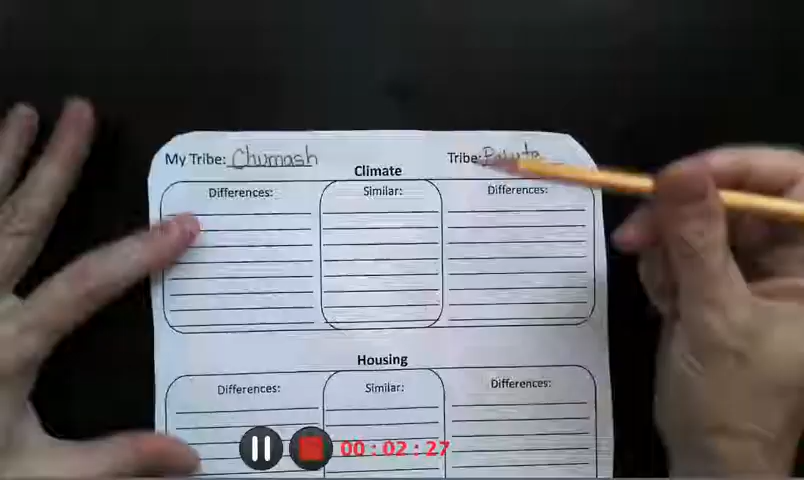 My Tribe: Chumash
Tribe:
Climate
Differences:
Similar:
Differences:
Housing
Differences:
Similar:
Differences:
00 : 02 : 27